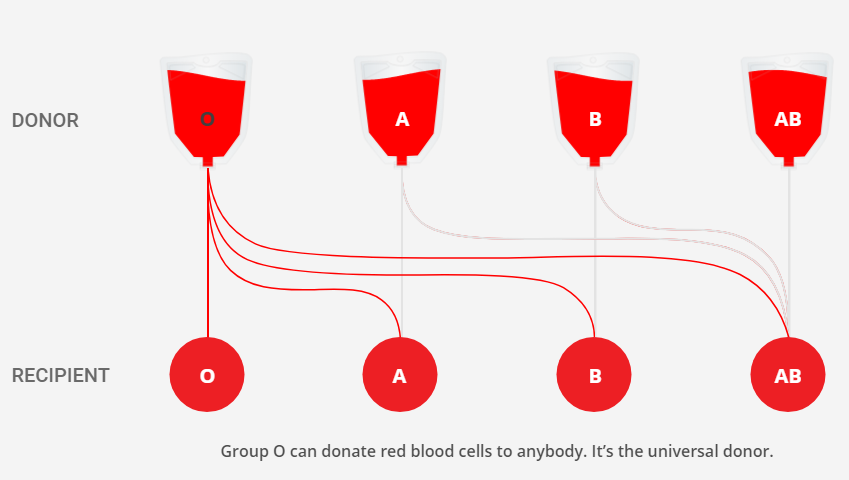 DONOR
O
A
B
AB
RECIPIENT
O
A
B
AB
Group O can donate red blood cells to anybody. It’s the universal donor.